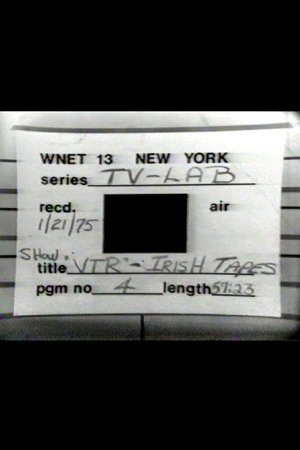 WNET 13 NEW YORK
series TV-LAB
recd. air
1/21/75
Show "
title VTR" - IRISH TAPES
pgm no 4 length 57:23